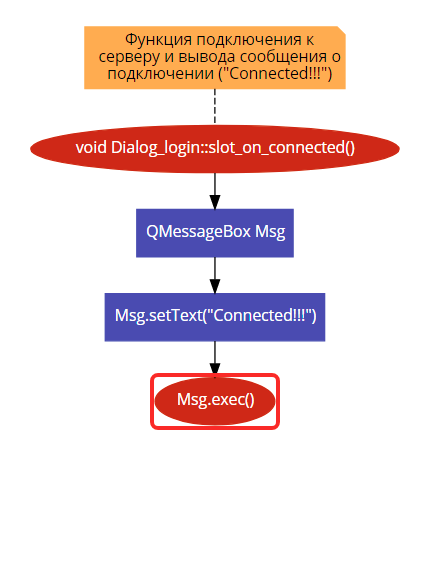 Функция подключения к
серверу и вывода сообщения о
подключении ("Connected!!!")
void Dialog_login::slot_on_connected()
QMessageBox Msg
Msg.setText("Connected!!!")
Msg.exec()